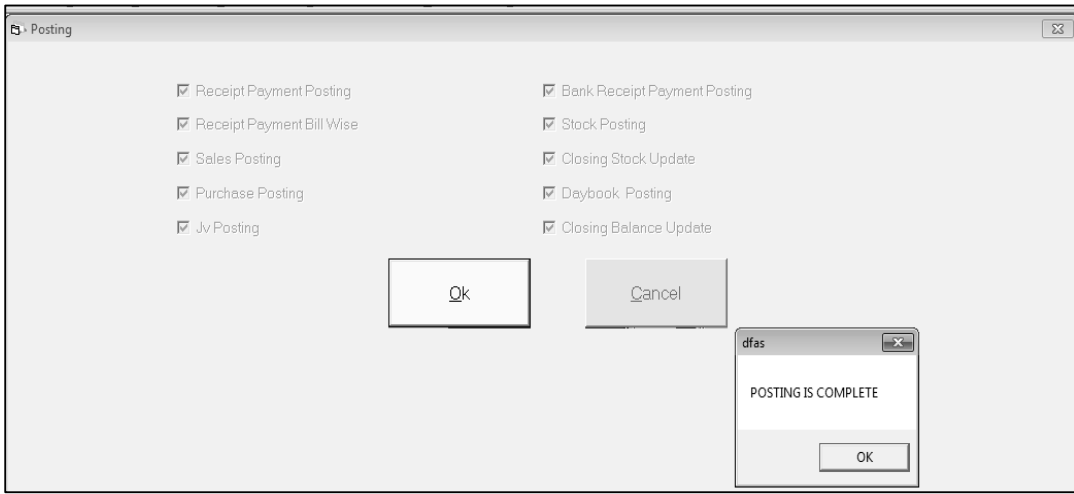 Posting
Receipt Payment Posting
Receipt Payment Bill Wise
Sales Posting
Purchase Posting
Jv Posting
Bank Receipt Payment Posting
Stock Posting
Closing Stock Update
Daybook Posting
Closing Balance Update
Ok
Cancel
dfas
POSTING IS COMPLETE
OK